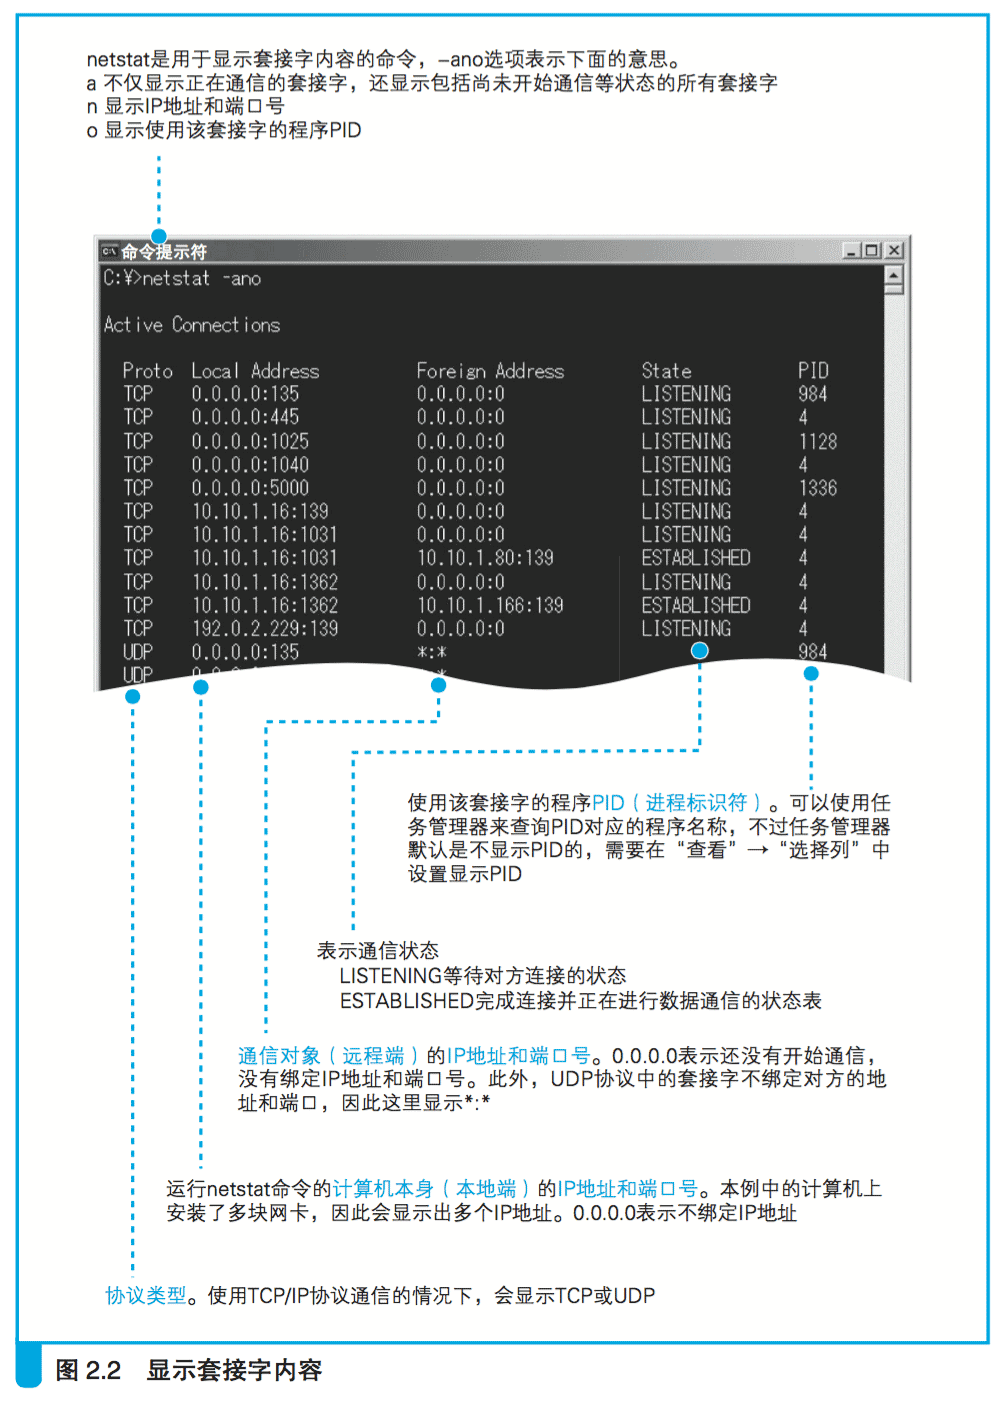 netstat是用于显示套接字内容的命令，–ano选项表示下面的意思。
a 不仅显示正在通信的套接字，还显示包括尚未开始通信等状态的所有套接字
n 显示IP地址和端口号
o 显示使用该套接字的程序PID
C:\ 命令提示符
C:¥>netstat -ano
Active Connections
Proto Local Address Foreign Address State PID
TCP 0.0.0.0:135 0.0.0.0:0 LISTENING 984
TCP 0.0.0.0:445 0.0.0.0:0 LISTENING 4
TCP 0.0.0.0:1025 0.0.0.0:0 LISTENING 1128
TCP 0.0.0.0:1040 0.0.0.0:0 LISTENING 4
TCP 0.0.0.0:5000 0.0.0.0:0 LISTENING 1336
TCP 10.10.1.16:139 0.0.0.0:0 LISTENING 4
TCP 10.10.1.16:1031 0.0.0.0:0 LISTENING 4
TCP 10.10.1.16:1031 10.10.1.80:139 ESTABLISHED 4
TCP 10.10.1.16:1362 0.0.0.0:0 LISTENING 4
TCP 10.10.1.16:1362 10.10.1.166:139 ESTABLISHED 4
TCP 192.0.2.229:139 0.0.0.0:0 LISTENING 4
UDP 0.0.0.0:135 *:* 984
UDP
使用该套接字的程序PID（进程标识符）。可以使用任
务管理器来查询PID对应的程序名称，不过任务管理器
默认是不显示PID的，需要在“查看”→“选择列”中
设置显示PID
表示通信状态
LISTENING等待对方连接的状态
ESTABLISHED完成连接并正在进行数据通信的状态表
通信对象（远程端）的IP地址和端口号。0.0.0.0表示还没有开始通信，
没有绑定IP地址和端口号。此外，UDP协议中的套接字不绑定对方的地
址和端口，因此这里显示*:*
运行netstat命令的计算机本身（本地端）的IP地址和端口号。本例中的计算机上
安装了多块网卡，因此会显示出多个IP地址。0.0.0.0表示不绑定IP地址
协议类型。使用TCP/IP协议通信的情况下，会显示TCP或UDP
图 2.2 显示套接字内容